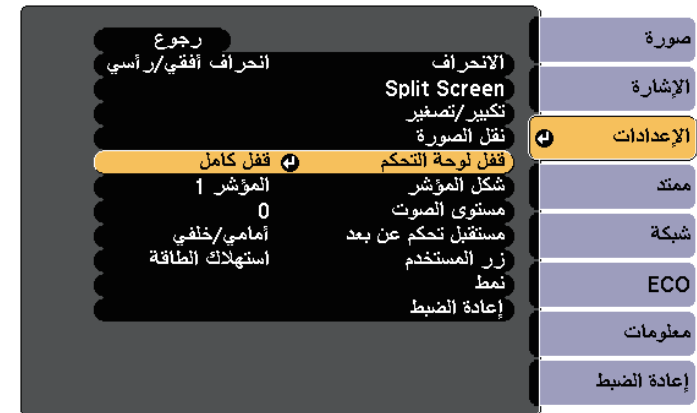 صورة
الإشارة
الإعدادات
ممتد
شبكة
ECO
معلومات
إعادة الضبط
رجوع
الانحراف انحراف أفقي/رأسي
Split Screen
تكبير/تصغير
نقل الصورة
قفل لوحة التحكم قفل كامل
شكل المؤشر المؤشر 1
مستوى الصوت 0
مستقبل تحكم عن بعد أمامي/خلفي
زر المستخدم استهلاك الطاقة
نمط
إعادة الضبط